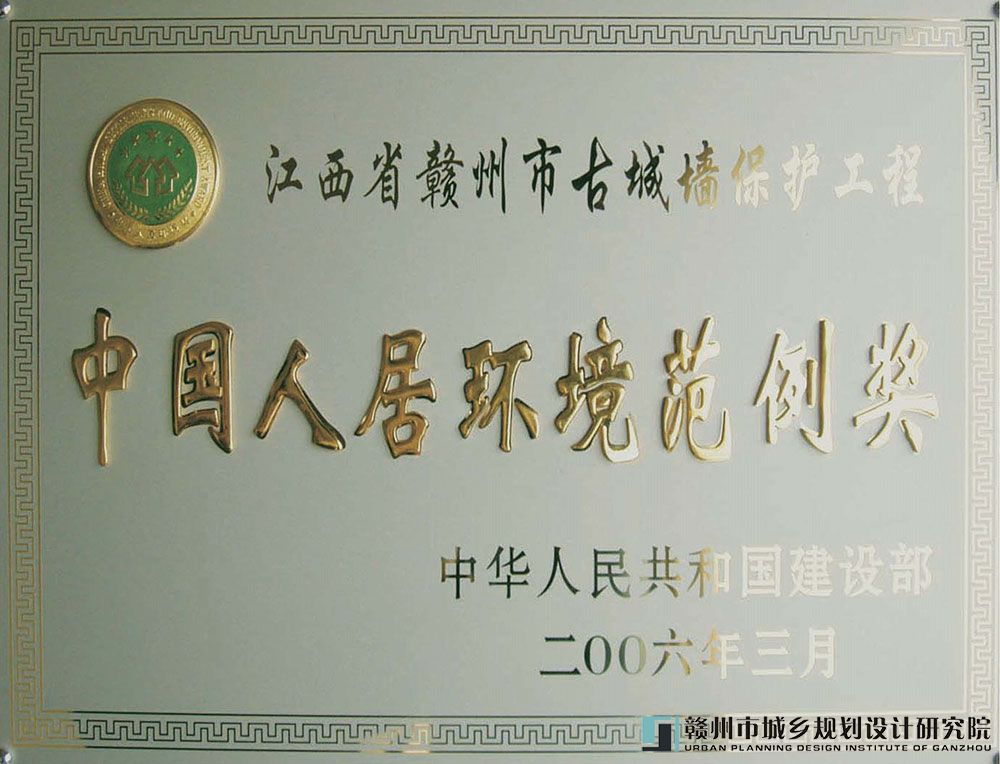 江西省赣州市古城墙保护工程
中国人居环境范例奖
中华人民共和国建设部
二00六年三月
赣州市城乡规划设计研究院
URBAN PLANNING DESIGN INSTITUTE OF GANZHOU